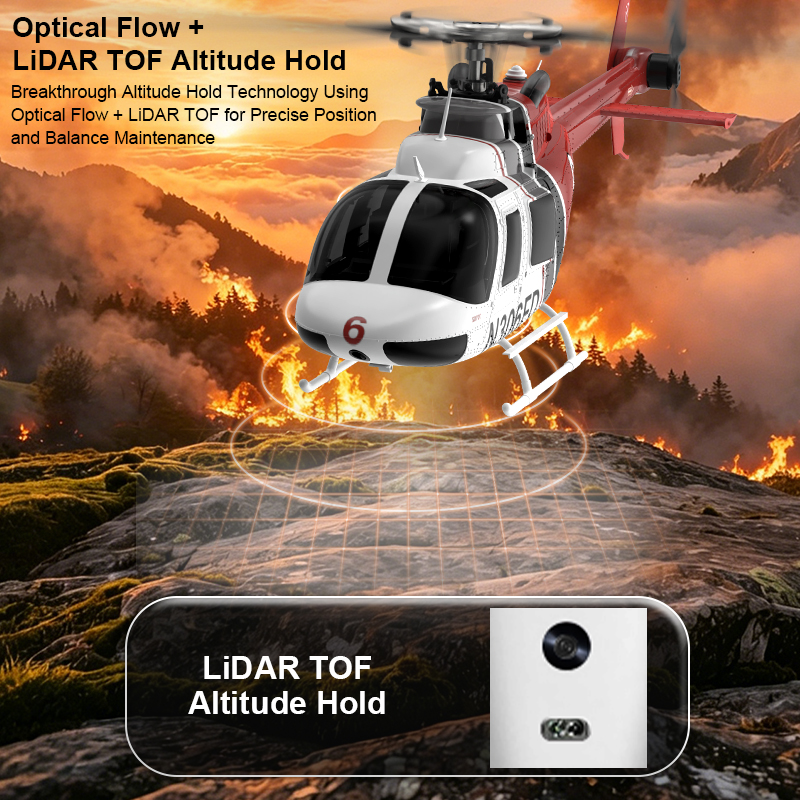 Optical Flow +
LiDAR TOF Altitude Hold
Breakthrough Altitude Hold Technology Using
Optical Flow + LiDAR TOF for Precise Position
and Balance Maintenance
6
N306FD
LiDAR TOF
Altitude Hold